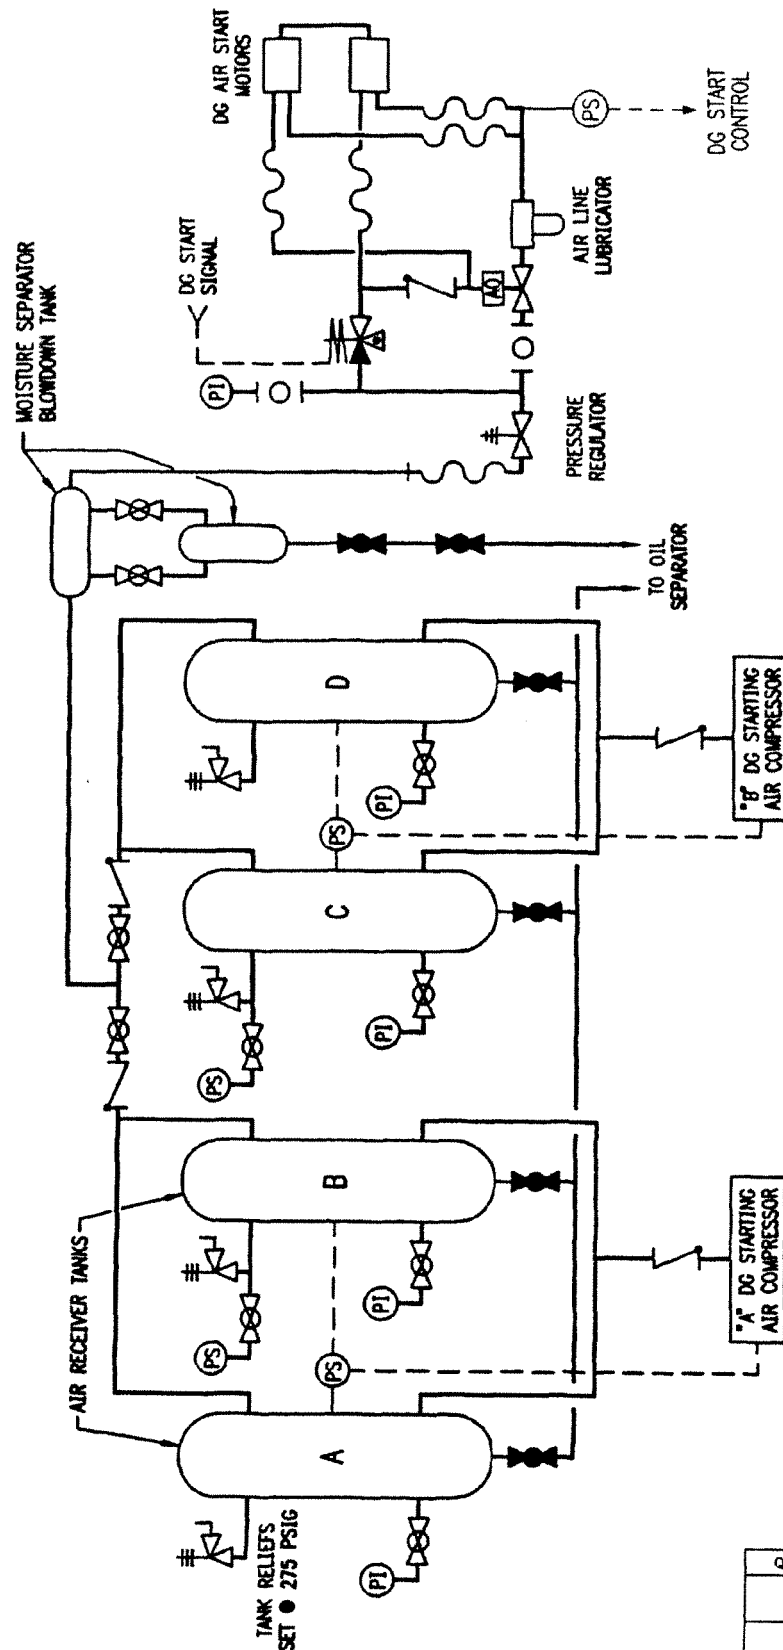 DG AIR START
MOTORS
DG START
SIGNAL
MOISTURE SEPARATOR
BLOWDOWN TANK
PI
PS
DG START
CONTROL
AIR LINE
LUBRICATOR
AO
PRESSURE
REGULATOR
TO OIL
SEPARATOR
D
PI
PS
"B" DG STARTING
AIR COMPRESSOR
C
PI
PS
AIR RECEIVER TANKS
B
PI
PS
PS
"A" DG STARTING
AIR COMPRESSOR
A
PI
TANK RELIEFS
SET @ 275 PSIG